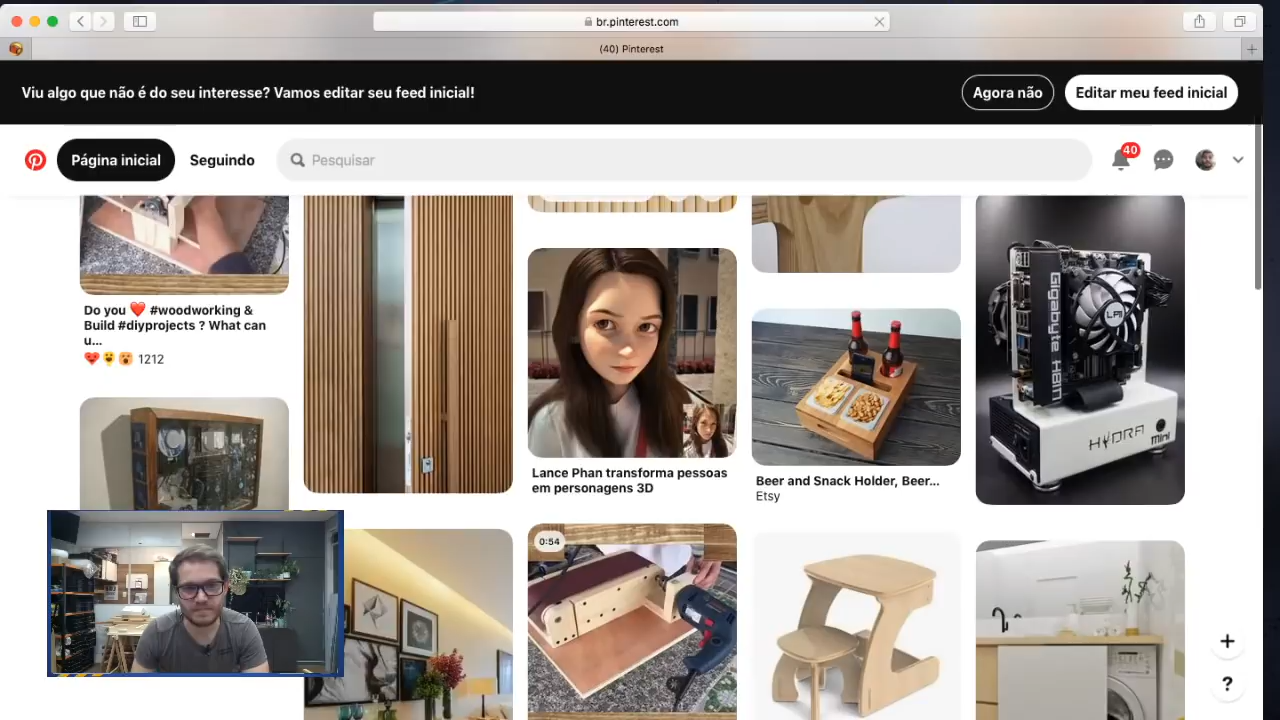 br.pinterest.com
(40) Pinterest
Viu algo que não é do seu interesse? Vamos editar seu feed inicial!
Agora não
Editar meu feed inicial
Página inicial
Seguindo
Pesquisar
40
Do you ❤️ #woodworking &
Build #diyprojects ? What can
u...
1212
Lance Phan transforma pessoas
em personagens 3D
Beer and Snack Holder, Beer...
Etsy
Gigabyte H81N
LPI
HYDRA
mini
0:54
+
?